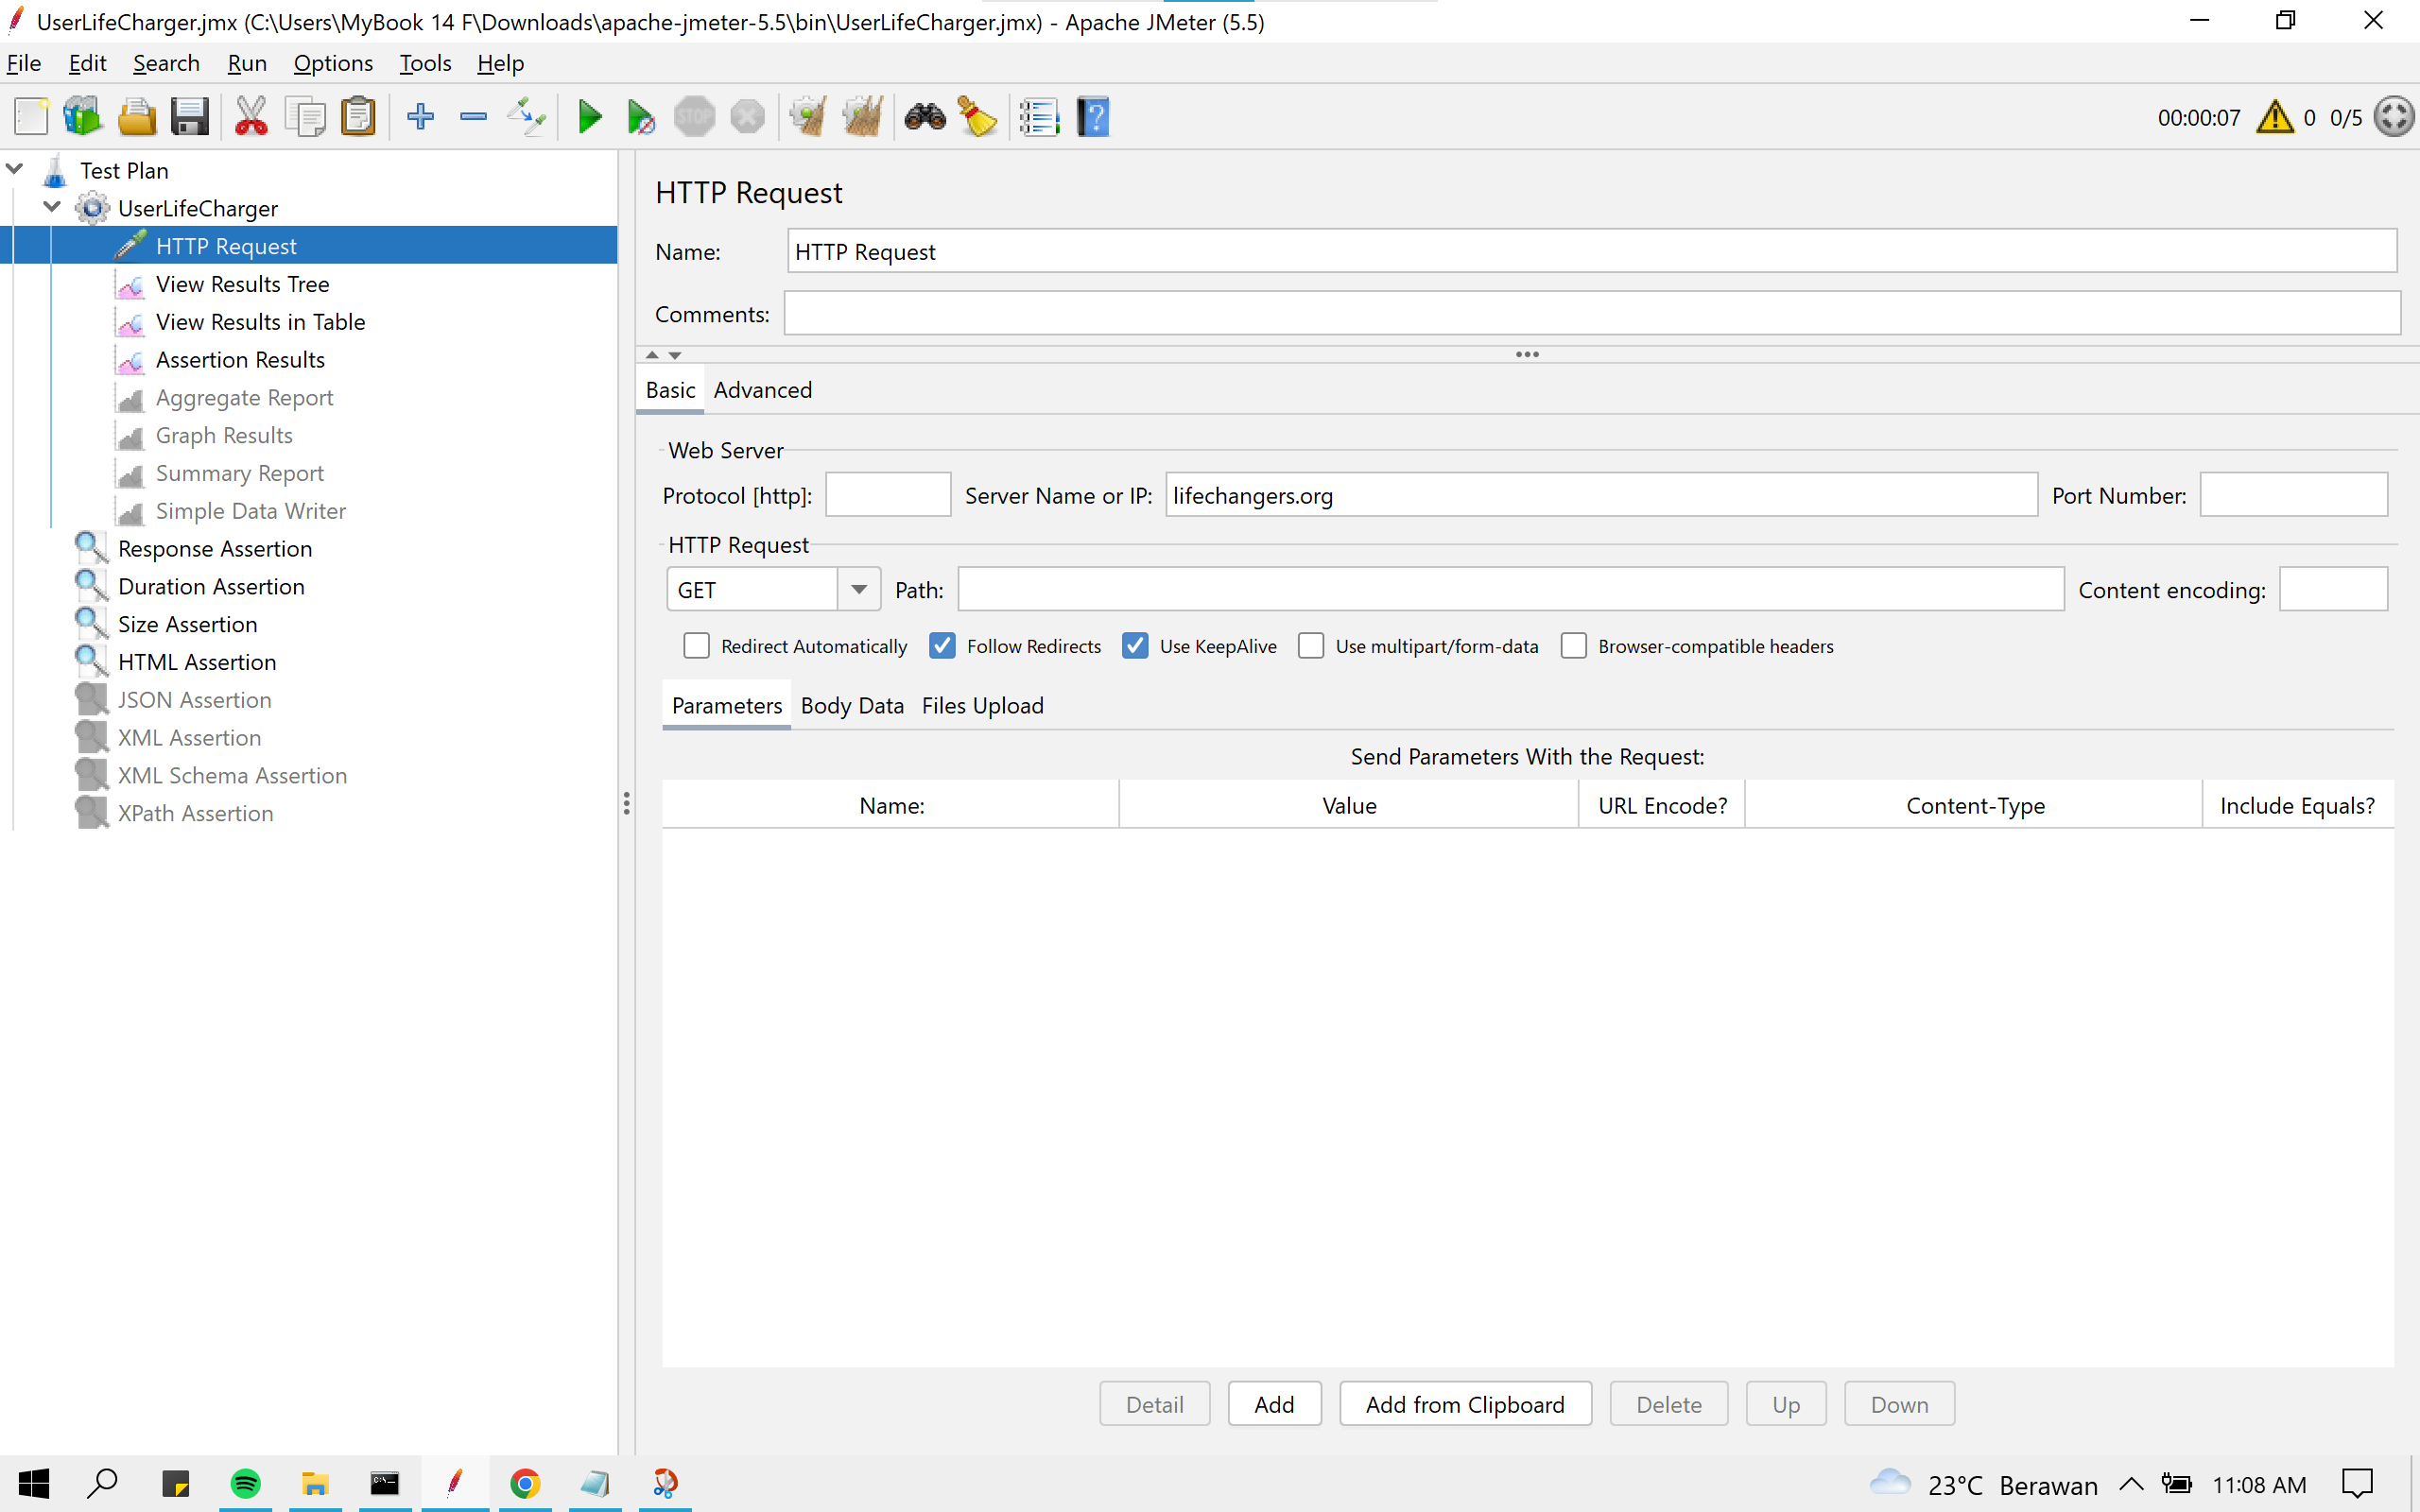 UserLifeCharger.jmx (C:\Users\MyBook 14 F\Downloads\apache-jmeter-5.5\bin\UserLifeCharger.jmx) - Apache JMeter (5.5)
File Edit Search Run Options Tools Help
STOP 00:00:07 0 0/5
Test Plan
UserLifeCharger
HTTP Request
View Results Tree
View Results in Table
Assertion Results
Aggregate Report
Graph Results
Summary Report
Simple Data Writer
Response Assertion
Duration Assertion
Size Assertion
HTML Assertion
JSON Assertion
XML Assertion
XML Schema Assertion
XPath Assertion
HTTP Request
Name: HTTP Request
Comments:
Basic Advanced
Web Server
Protocol [http]: Server Name or IP: lifechangers.org Port Number:
HTTP Request
GET Path: Content encoding:
Redirect Automatically Follow Redirects Use KeepAlive Use multipart/form-data Browser-compatible headers
Parameters Body Data Files Upload
Send Parameters With the Request:
Name: Value URL Encode? Content-Type Include Equals?
Detail Add Add from Clipboard Delete Up Down
23°C Berawan 11:08 AM